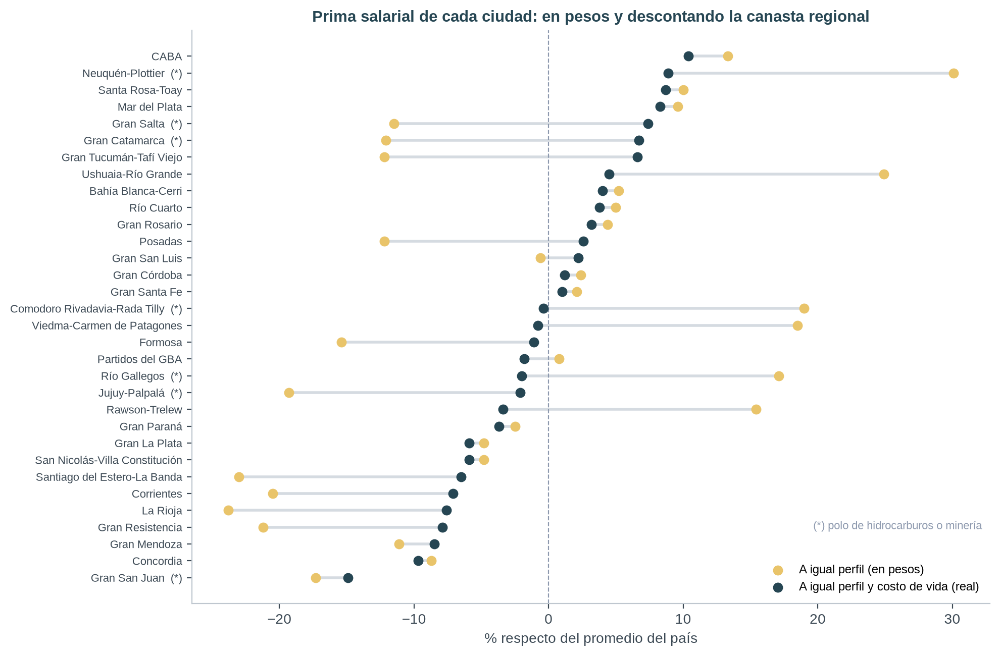 Prima salarial de cada ciudad: en pesos y descontando la canasta regional
CABA
Neuquén-Plottier (*)
Santa Rosa-Toay
Mar del Plata
Gran Salta (*)
Gran Catamarca (*)
Gran Tucumán-Tafí Viejo
Ushuaia-Río Grande
Bahía Blanca-Cerri
Río Cuarto
Gran Rosario
Posadas
Gran San Luis
Gran Córdoba
Gran Santa Fe
Comodoro Rivadavia-Rada Tilly (*)
Viedma-Carmen de Patagones
Formosa
Partidos del GBA
Río Gallegos (*)
Jujuy-Palpalá (*)
Rawson-Trelew
Gran Paraná
Gran La Plata
San Nicolás-Villa Constitución
Santiago del Estero-La Banda
Corrientes
La Rioja
Gran Resistencia
Gran Mendoza
Concordia
Gran San Juan (*)
(*) polo de hidrocarburos o minería
A igual perfil (en pesos)
A igual perfil y costo de vida (real)
−20 −10 0 10 20 30
% respecto del promedio del país